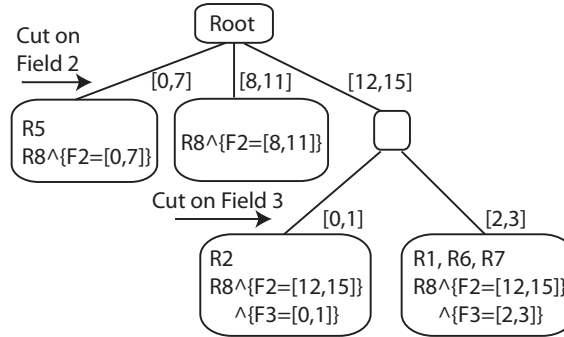 Root
Cut on
Field 2
[0,7]
[8,11]
[12,15]
R5
R8^{F2=[0,7]}
R8^{F2=[8,11]}
Cut on Field 3
[0,1]
[2,3]
R2
R8^{F2=[12,15]}
^{F3=[0,1]}
R1, R6, R7
R8^{F2=[12,15]}
^{F3=[2,3]}